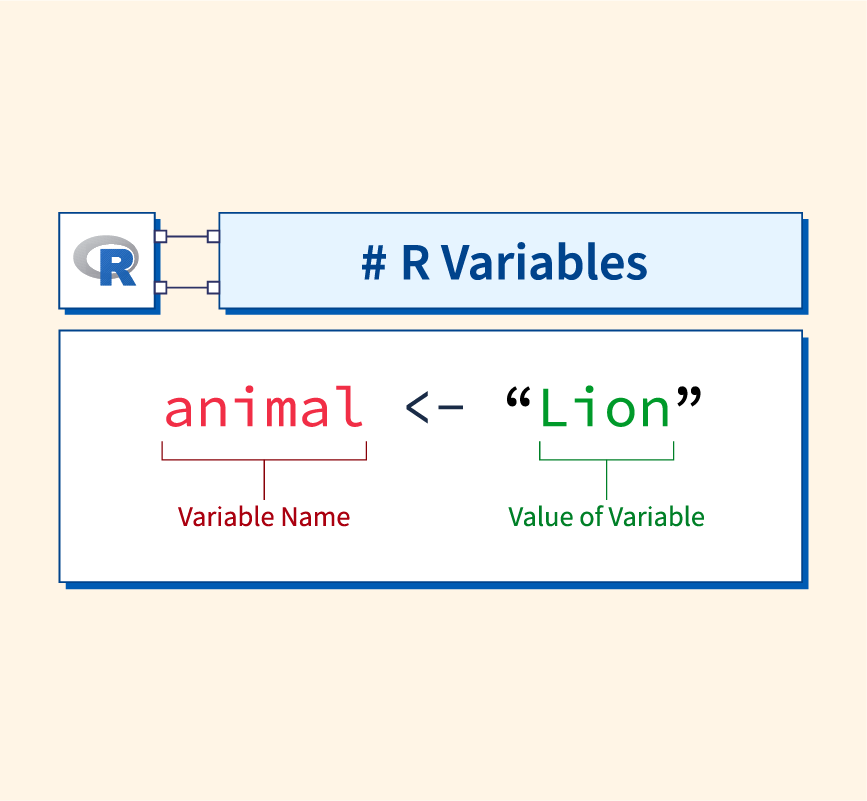 R
# R Variables
animal <- “Lion”
Variable Name
Value of Variable